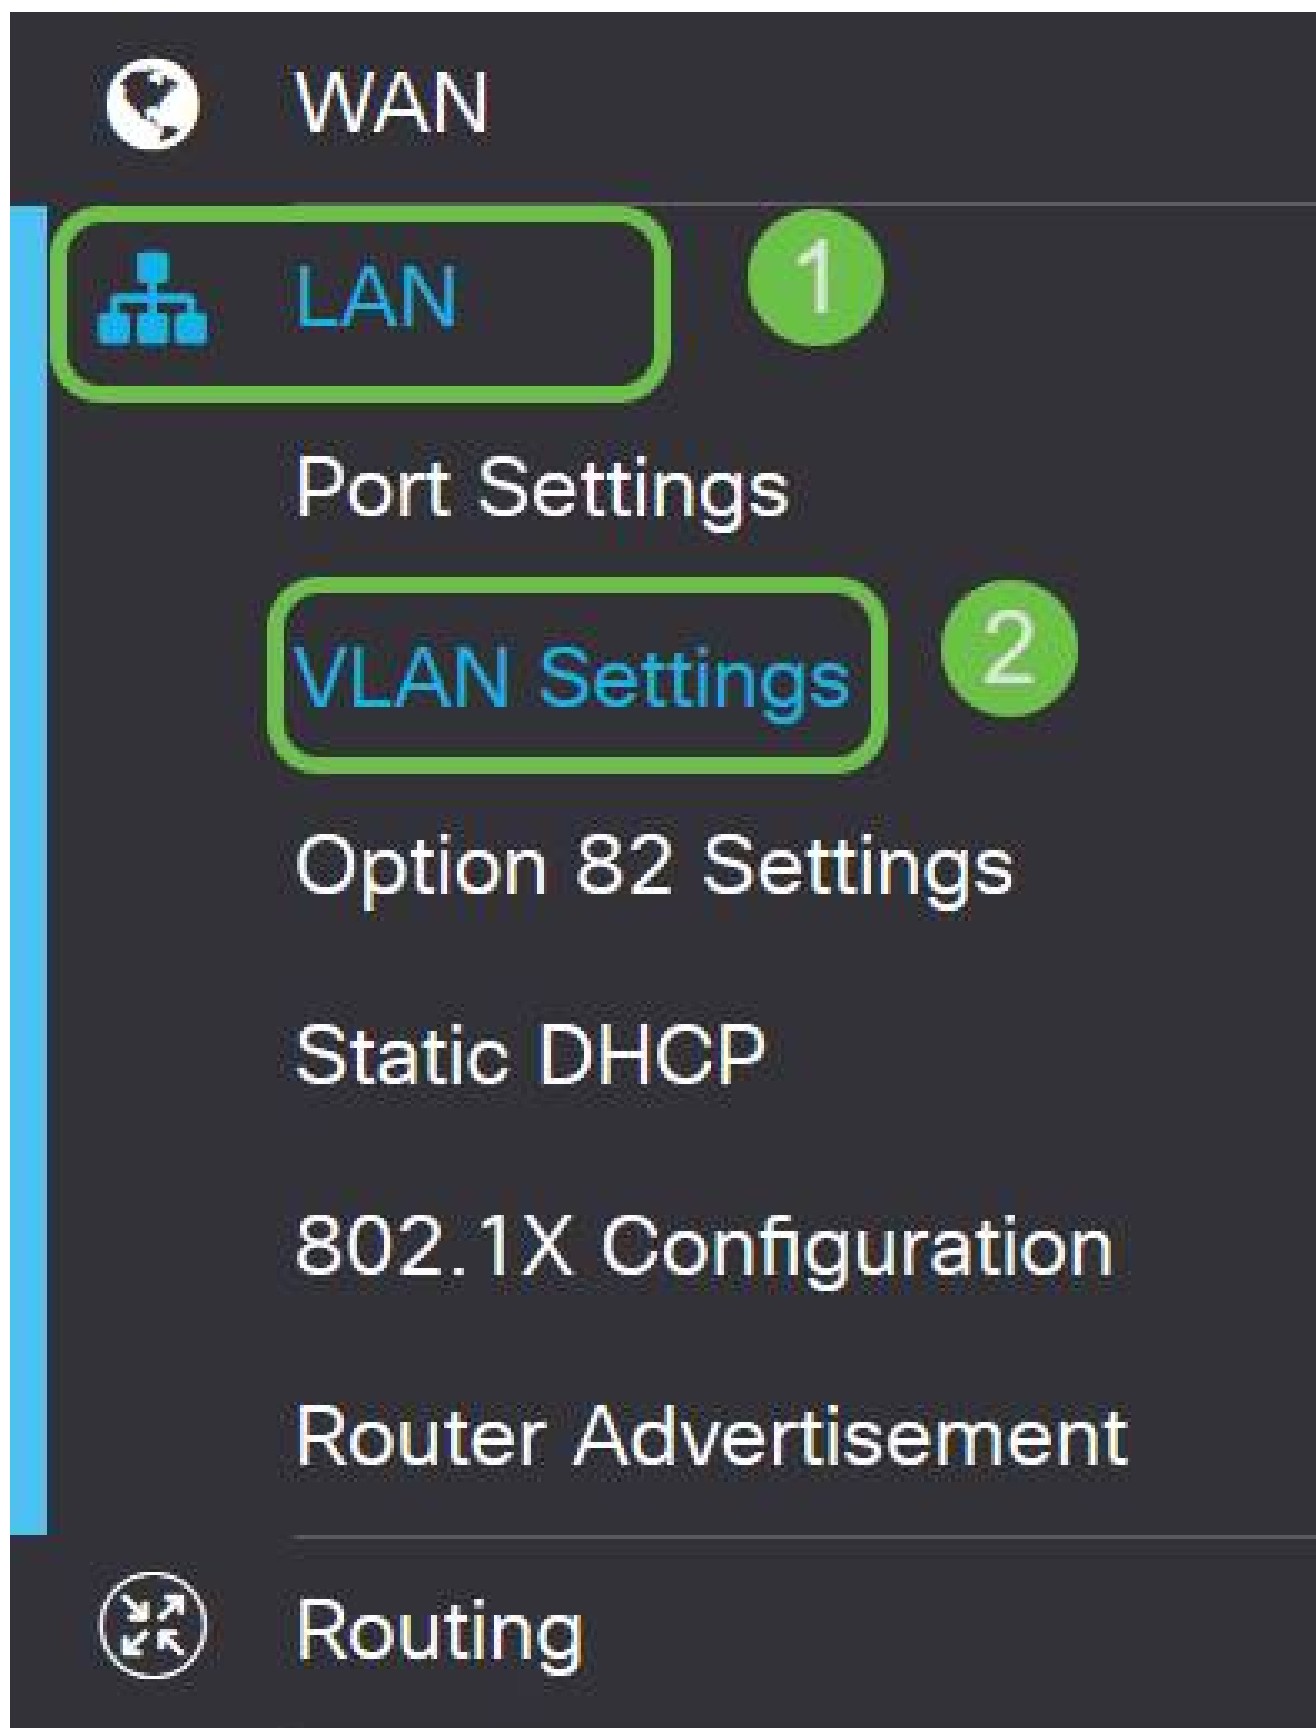 WAN
LAN 1
Port Settings
VLAN Settings 2
Option 82 Settings
Static DHCP
802.1X Configuration
Router Advertisement
Routing